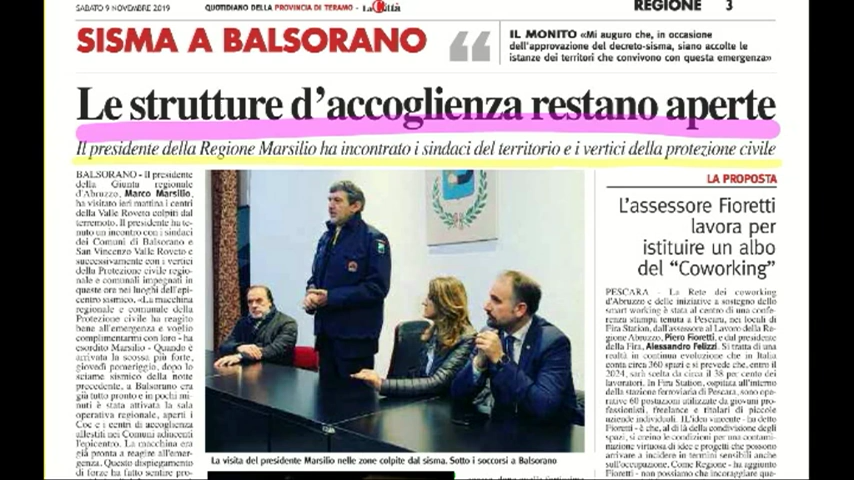 SABATO 9 NOVEMBRE 2019
QUOTIDIANO DELLA PROVINCIA DI TERAMO - La Città
REGIONE 3
SISMA A BALSORANO
IL MONITO «Mi auguro che, in occasione
dell'approvazione del decreto-sisma, siano accolte le
istanze dei territori che convivono con questa emergenza»
Le strutture d'accoglienza restano aperte
Il presidente della Regione Marsilio ha incontrato i sindaci del territorio e i vertici della protezione civile
BALSORANO - Il presidente
della Giunta regionale
d'Abruzzo, Marco Marsilio,
ha visitato ieri mattina i centri
della Valle Roveto colpiti dal
terremoto. Il presidente ha te-
nuto un incontro con i sindaci
dei Comuni di Balsorano e
San Vincenzo Valle Roveto e
successivamente con i vertici
della Protezione civile regio-
nale e comunali impegnati in
queste ore nei luoghi dell'epi-
centro sismico. «La macchina
regionale e comunale della
Protezione civile ha reagito
bene all'emergenza e voglio
complimentarmi con loro - ha
esordito Marsilio - Quando è
arrivata la scossa più forte,
giovedì pomeriggio, dopo lo
sciame sismico della notte
precedente, a Balsorano era
già tutto pronto e in pochi mi-
nuti è stata attivata la sala
operativa regionale, aperti i
Coc e i centri di accoglienza
allestiti nei Comuni adiacenti
l'epicentro. La macchina era
già pronta a reagire all'emer-
genza. Questo dispiegamento
di forze ha fatto sentire pro-
La visita del presidente Marsilio nelle zone colpite dal sisma. Sotto i soccorsi a Balsorano
LA PROPOSTA
L'assessore Fioretti
lavora per
istituire un albo
del "Coworking"
PESCARA - La Rete dei coworking
d'Abruzzo e delle iniziative a sostegno dello
smart working è stata al centro di una confe-
renza stampa tenuta a Pescara, nei locali di
Fira Station, dall'assessore al Lavoro della Re-
gione Abruzzo, Piero Fioretti, e dal presidente
della Fira, Alessandro Felizzi. Si tratta di una
realtà in continua evoluzione che in Italia
conta circa 360 spazi e si prevede che, entro il
2024, sarà scelta da circa il 38 per cento dei
lavoratori. In Fira Station, ospitata all'interno
della stazione ferroviaria di Pescara, sono ope-
rative 60 postazioni utilizzate da giovani pro-
fessionisti, freelance e titolari di piccole
aziende individuali. "L'idea vincente - ha detto
Fioretti - è che, al di là della condivisione degli
spazi, si creino le condizioni per una contami-
nazione virtuosa di idee e progetti che possono
arrivare a incidere in termini sensibili anche
sull'occupazione. Come Regione - ha aggiunto
Fioretti - non possiamo che incoraggiare que-